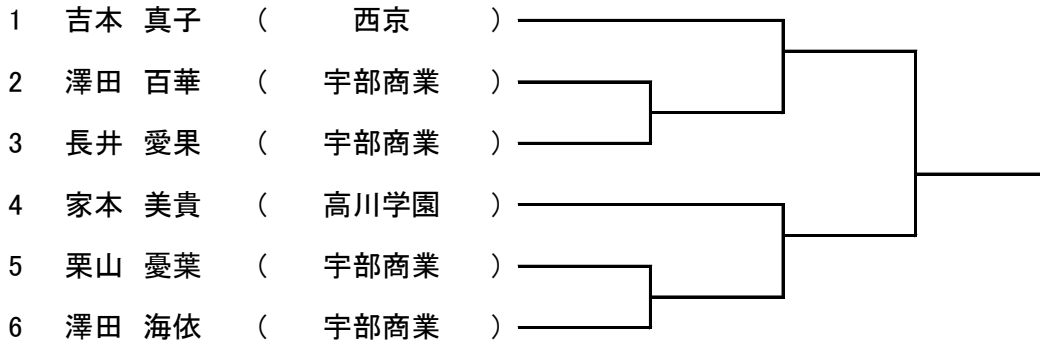 1 吉本 真子 ( 西京 )
2 澤田 百華 ( 宇部商業 )
3 長井 愛果 ( 宇部商業 )
4 家本 美貴 ( 高川学園 )
5 栗山 憂葉 ( 宇部商業 )
6 澤田 海依 ( 宇部商業 )